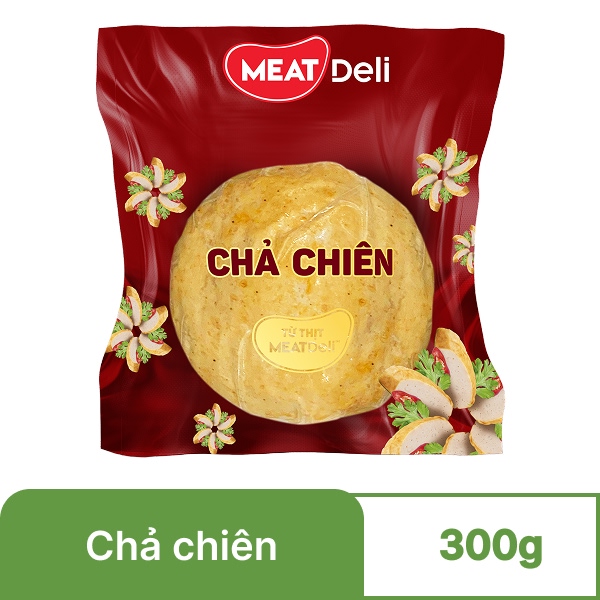 MEAT Deli
CHẢ CHIÊN
TỪ THỊT
MEATDeli
Chả chiên
300g